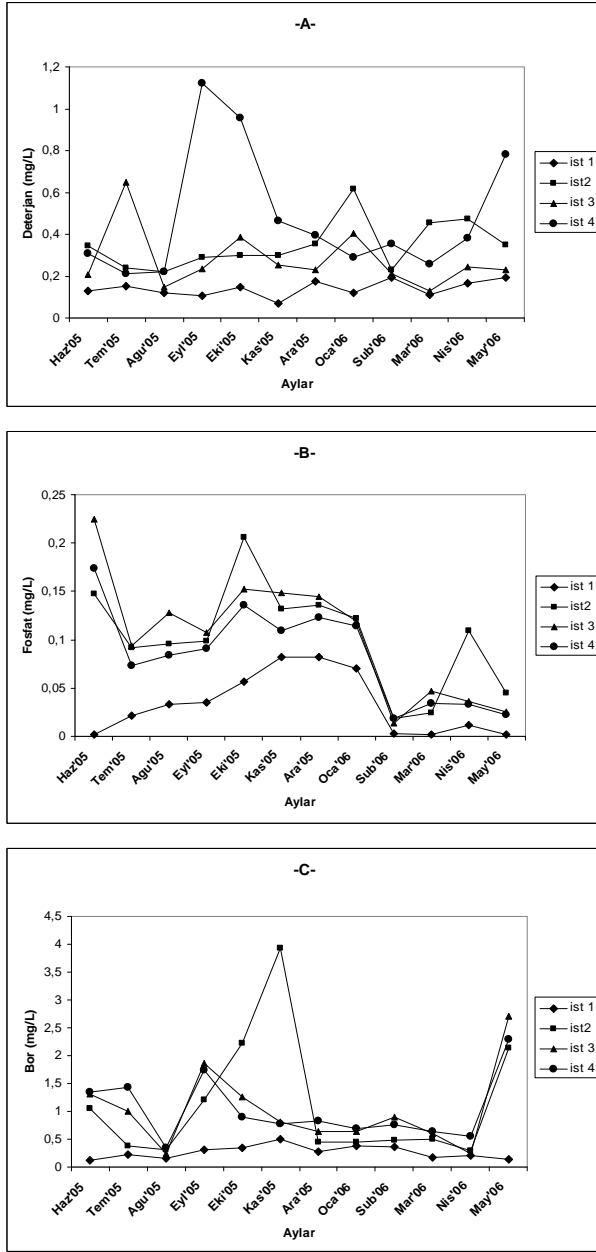 -A-
Deterjan (mg/L)
1,2
1
0,8
0,6
0,4
0,2
0
Haz'05
Tem'05
Agu'05
Eyl'05
Eki'05
Kas'05
Ara'05
Oca'06
Sub'06
Mar'06
Nis'06
May'06
Aylar
ist 1
ist2
ist 3
ist 4
-B-
Fosfat (mg/L)
0,25
0,2
0,15
0,1
0,05
0
Haz'05
Tem'05
Agu'05
Eyl'05
Eki'05
Kas'05
Ara'05
Oca'06
Sub'06
Mar'06
Nis'06
May'06
Aylar
ist 1
ist2
ist 3
ist 4
-C-
Bor (mg/L)
4,5
4
3,5
3
2,5
2
1,5
1
0,5
0
Haz'05
Tem'05
Agu'05
Eyl'05
Eki'05
Kas'05
Ara'05
Oca'06
Sub'06
Mar'06
Nis'06
May'06
Aylar
ist 1
ist2
ist 3
ist 4